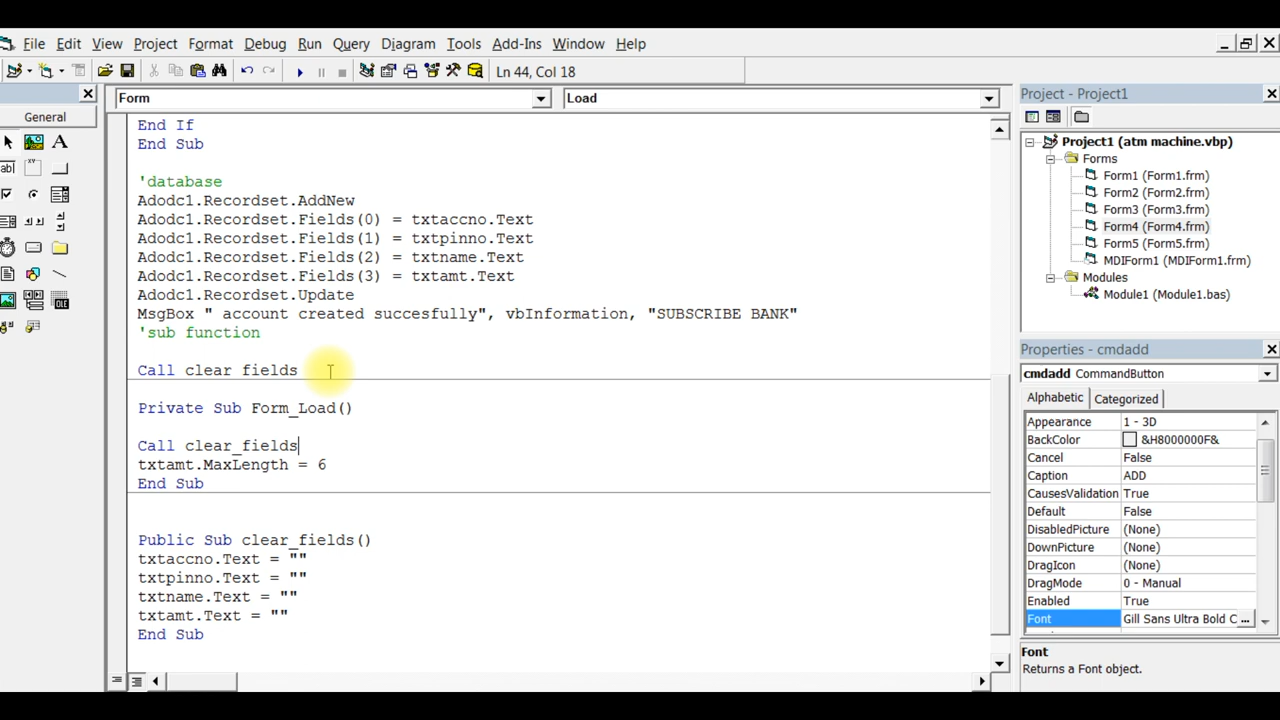 File Edit View Project Format Debug Run Query Diagram Tools Add-Ins Window Help
Ln 44, Col 18
General
Form
Load
End If
End Sub
'database
Adodc1.Recordset.AddNew
Adodc1.Recordset.Fields(0) = txtaccno.Text
Adodc1.Recordset.Fields(1) = txtpinno.Text
Adodc1.Recordset.Fields(2) = txtname.Text
Adodc1.Recordset.Fields(3) = txtamt.Text
Adodc1.Recordset.Update
MsgBox " account created succesfully", vbInformation, "SUBSCRIBE BANK"
'sub function
Call clear fields
Private Sub Form_Load()
Call clear_fields
txtamt.MaxLength = 6
End Sub
Public Sub clear_fields()
txtaccno.Text = ""
txtpinno.Text = ""
txtname.Text = ""
txtamt.Text = ""
End Sub
Project - Project1
Project1 (atm machine.vbp)
Forms
Form1 (Form1.frm)
Form2 (Form2.frm)
Form3 (Form3.frm)
Form4 (Form4.frm)
Form5 (Form5.frm)
MDIForm1 (MDIForm1.frm)
Modules
Module1 (Module1.bas)
Properties - cmdadd
cmdadd CommandButton
Alphabetic Categorized
Appearance 1 - 3D
BackColor &H8000000F&
Cancel False
Caption ADD
CausesValidation True
Default False
DisabledPicture (None)
DownPicture (None)
DragIcon (None)
DragMode 0 - Manual
Enabled True
Font Gill Sans Ultra Bold C ...
Font
Returns a Font object.